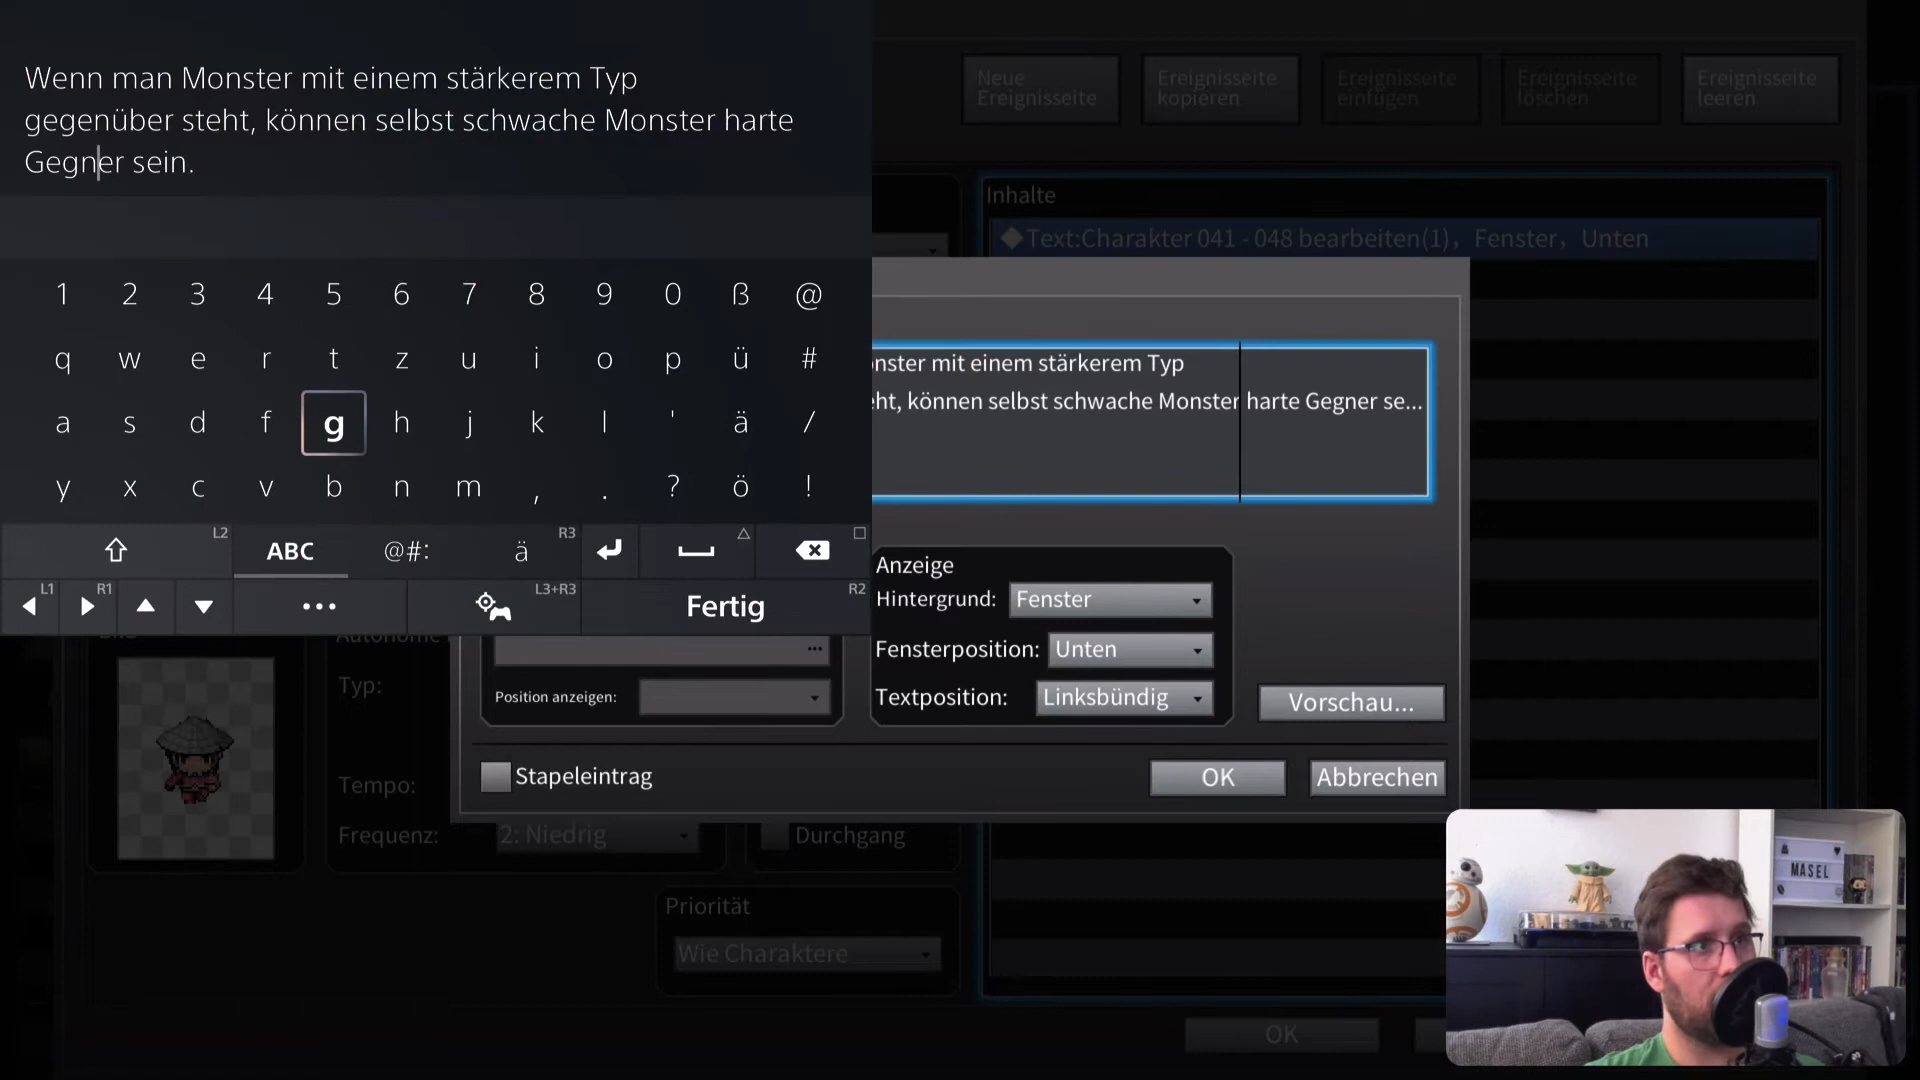 Wenn man Monster mit einem stärkerem Typ
gegenüber steht, können selbst schwache Monster harte
Gegner sein.
1 2 3 4 5 6 7 8 9 0 ß @
q w e r t z u i o p ü #
a s d f g h j k l ' ä /
y x c v b n m , . ? ö !
L2
ABC
@#:
ä
R3
L1
R1
•••
L3+R3
Fertig
R2
Neue
Ereignisseite
Ereignisseite
kopieren
Ereignisseite
einfügen
Ereignisseite
löschen
Ereignisseite
leeren
Inhalte
◆Text:Charakter 041 - 048 bearbeiten(1), Fenster, Unten
onster mit einem stärkerem Typ
ht, können selbst schwache Monster harte Gegner se...
Anzeige
Hintergrund: Fenster
Fensterposition: Unten
Textposition: Linksbündig
Vorschau...
...
Position anzeigen:
Stapeleintrag
OK
Abbrechen
Autonome
Typ:
Tempo:
Frequenz: 2: Niedrig
Durchgang
Priorität
Wie Charaktere
OK
MASEL